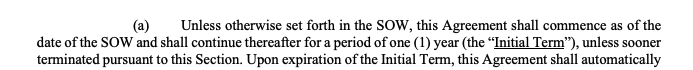 (a) Unless otherwise set forth in the SOW, this Agreement shall commence as of the
date of the SOW and shall continue thereafter for a period of one (1) year (the “Initial Term”), unless sooner
terminated pursuant to this Section. Upon expiration of the Initial Term, this Agreement shall automatically